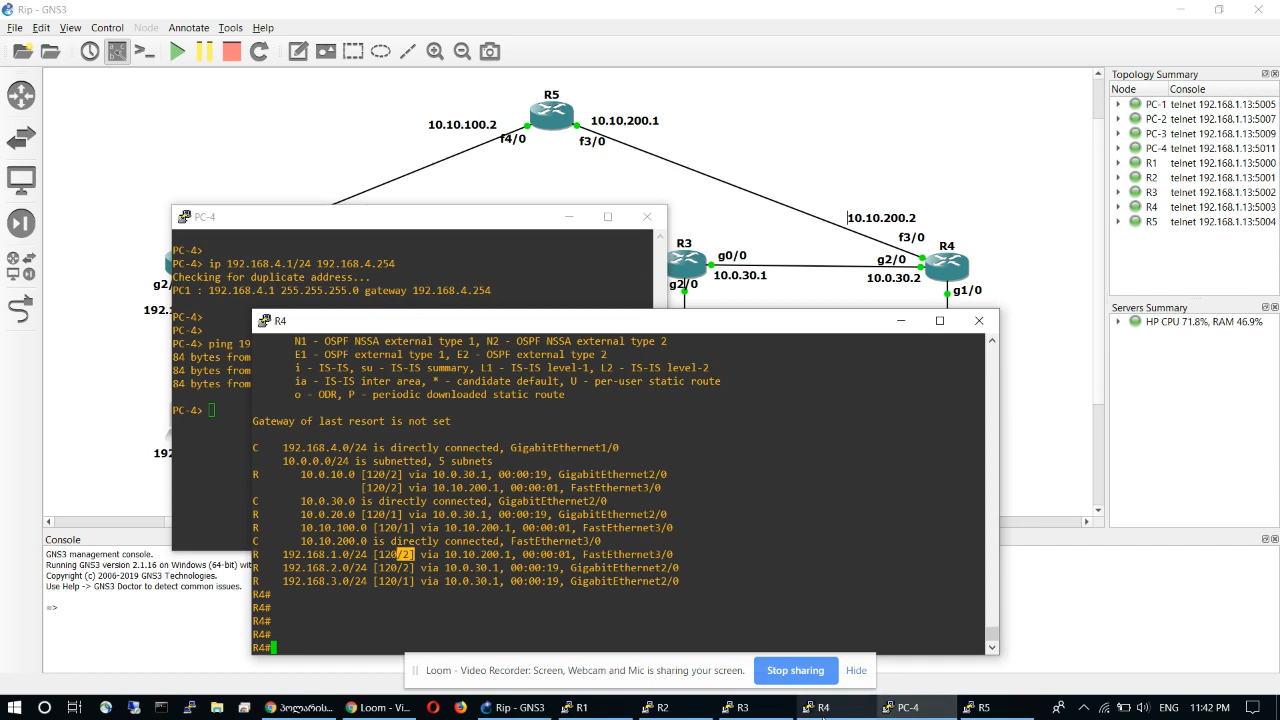 Rip - GNS3
File Edit View Control Node Annotate Tools Help
R5
10.10.100.2
10.10.200.1
f4/0
f3/0
10.10.200.2
f3/0
R3
g0/0
g2/0
R4
10.0.30.1
10.0.30.2
g2/0
g1/0
g2/
192.1
192
PC-4
PC-4>
PC-4> ip 192.168.4.1/24 192.168.4.254
Checking for duplicate address...
PC1 : 192.168.4.1 255.255.255.0 gateway 192.168.4.254
PC-4>
PC-4>
PC-4> ping 19
84 bytes from
84 bytes from
84 bytes from
PC-4>
R4
N1 - OSPF NSSA external type 1, N2 - OSPF NSSA external type 2
E1 - OSPF external type 1, E2 - OSPF external type 2
i - IS-IS, su - IS-IS summary, L1 - IS-IS level-1, L2 - IS-IS level-2
ia - IS-IS inter area, * - candidate default, U - per-user static route
o - ODR, P - periodic downloaded static route
Gateway of last resort is not set
C 192.168.4.0/24 is directly connected, GigabitEthernet1/0
10.0.0.0/24 is subnetted, 5 subnets
R 10.0.10.0 [120/2] via 10.0.30.1, 00:00:19, GigabitEthernet2/0
[120/2] via 10.10.200.1, 00:00:01, FastEthernet3/0
C 10.0.30.0 is directly connected, GigabitEthernet2/0
R 10.0.20.0 [120/1] via 10.0.30.1, 00:00:19, GigabitEthernet2/0
R 10.10.100.0 [120/1] via 10.10.200.1, 00:00:01, FastEthernet3/0
C 10.10.200.0 is directly connected, FastEthernet3/0
R 192.168.1.0/24 [120/2] via 10.10.200.1, 00:00:01, FastEthernet3/0
R 192.168.2.0/24 [120/2] via 10.0.30.1, 00:00:19, GigabitEthernet2/0
R 192.168.3.0/24 [120/1] via 10.0.30.1, 00:00:19, GigabitEthernet2/0
R4#
R4#
R4#
R4#
R4#
Topology Summary
Node Console
PC-1 telnet 192.168.1.13:5005
PC-2 telnet 192.168.1.13:5007
PC-3 telnet 192.168.1.13:5009
PC-4 telnet 192.168.1.13:5011
R1 telnet 192.168.1.13:5000
R2 telnet 192.168.1.13:5001
R3 telnet 192.168.1.13:5002
R4 telnet 192.168.1.13:5003
R5 telnet 192.168.1.13:5004
Servers Summary
HP CPU 71.8%, RAM 46.9%
Console
GNS3 management console.
Running GNS3 version 2.1.16 on Windows (64-bit) wit
Copyright (c) 2006-2019 GNS3 Technologies.
Use Help -> GNS3 Doctor to detect common issues.
=>
Loom - Video Recorder: Screen, Webcam and Mic is sharing your screen.
Stop sharing
Hide
პოლარის...
Loom - Vi...
Rip - GNS3
R1
R2
R3
R4
PC-4
R5
ENG
11:42 PM